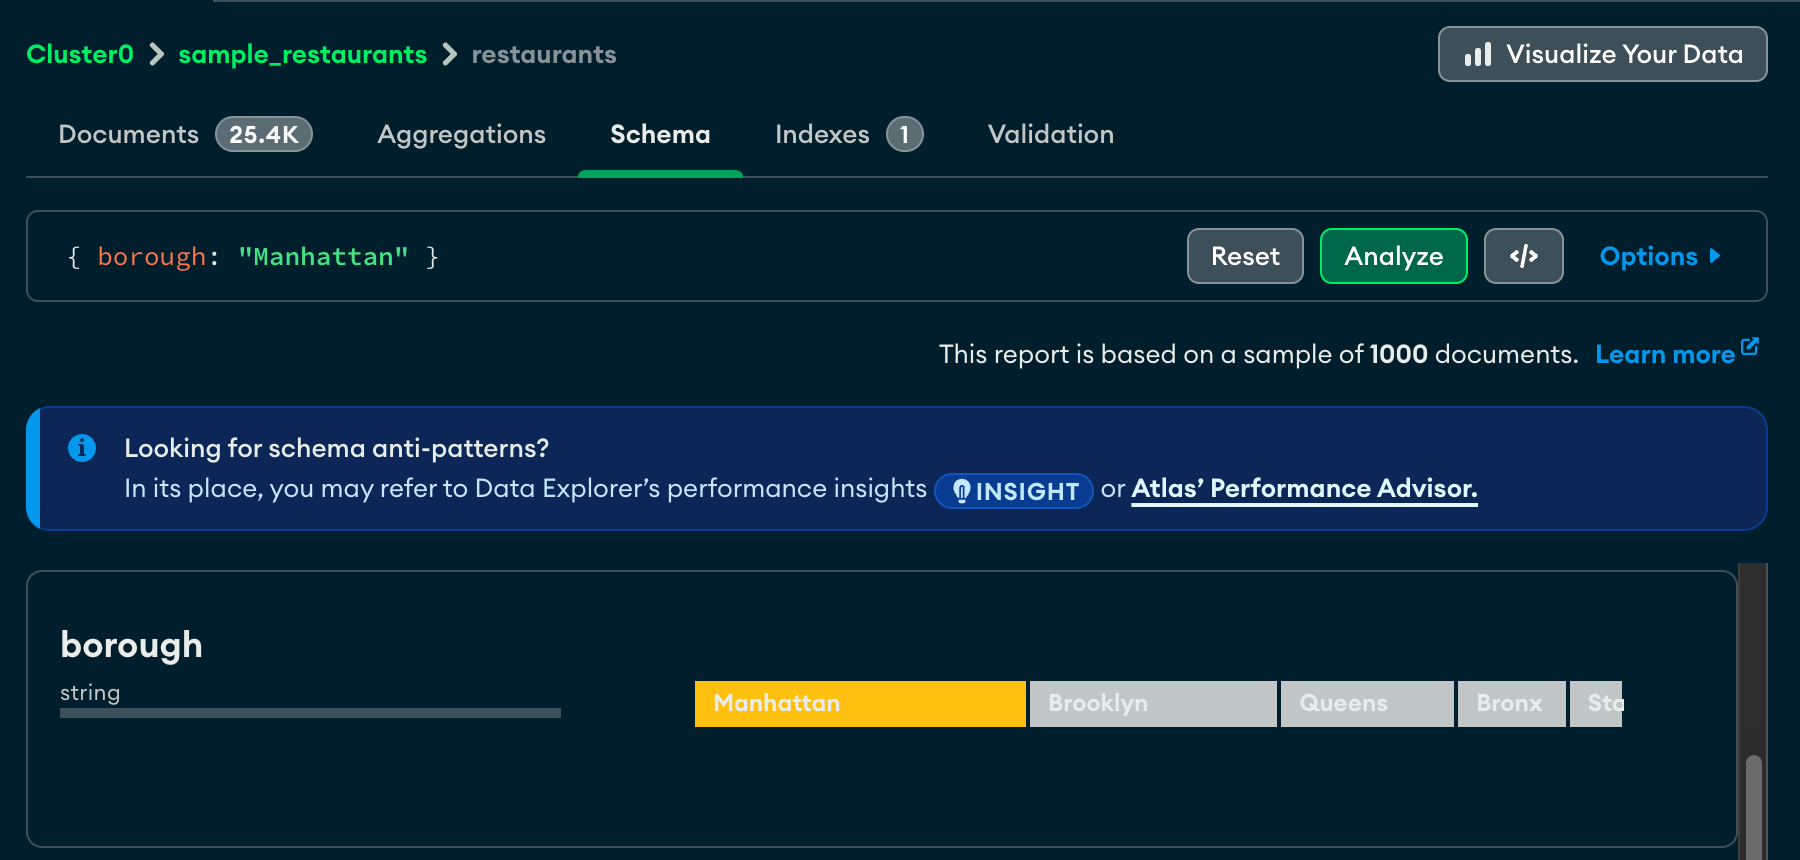 Cluster0 > sample_restaurants > restaurants
Visualize Your Data
Documents 25.4K Aggregations Schema Indexes 1 Validation
{ borough: "Manhattan" }
Reset Analyze </> Options
This report is based on a sample of 1000 documents. Learn more
Looking for schema anti-patterns?
In its place, you may refer to Data Explorer’s performance insights INSIGHT or Atlas’ Performance Advisor.
borough
string
Manhattan Brooklyn Queens Bronx Sta